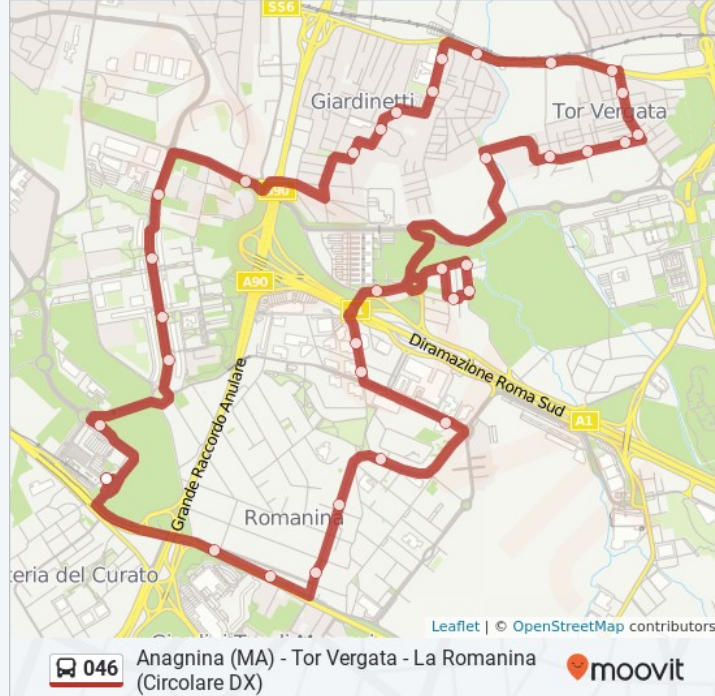 SS6
Giardinetti
Tor Vergata
A90
A90
Diramazione Roma Sud
A1
Grande Raccordo Anulare
Romanina
teria del Curato
Leaflet | © OpenStreetMap contributors
046
Anagnina (MA) - Tor Vergata - La Romanina
(Circolare DX)
moovit